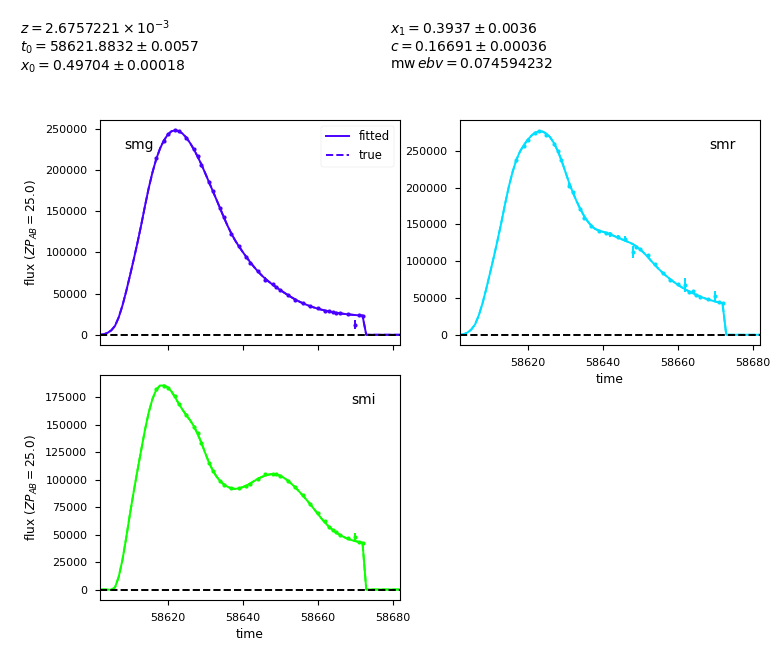 z = 2.6757221 × 10⁻³
t₀ = 58621.8832 ± 0.0057
x₀ = 0.49704 ± 0.00018
x₁ = 0.3937 ± 0.0036
c = 0.16691 ± 0.00036
mw ebv = 0.074594232
smg
fitted
true
250000
200000
150000
100000
50000
0
flux (ZP_AB = 25.0)
smr
250000
200000
150000
100000
50000
0
58620 58640 58660 58680
time
smi
175000
150000
125000
100000
75000
50000
25000
0
flux (ZP_AB = 25.0)
58620 58640 58660 58680
time